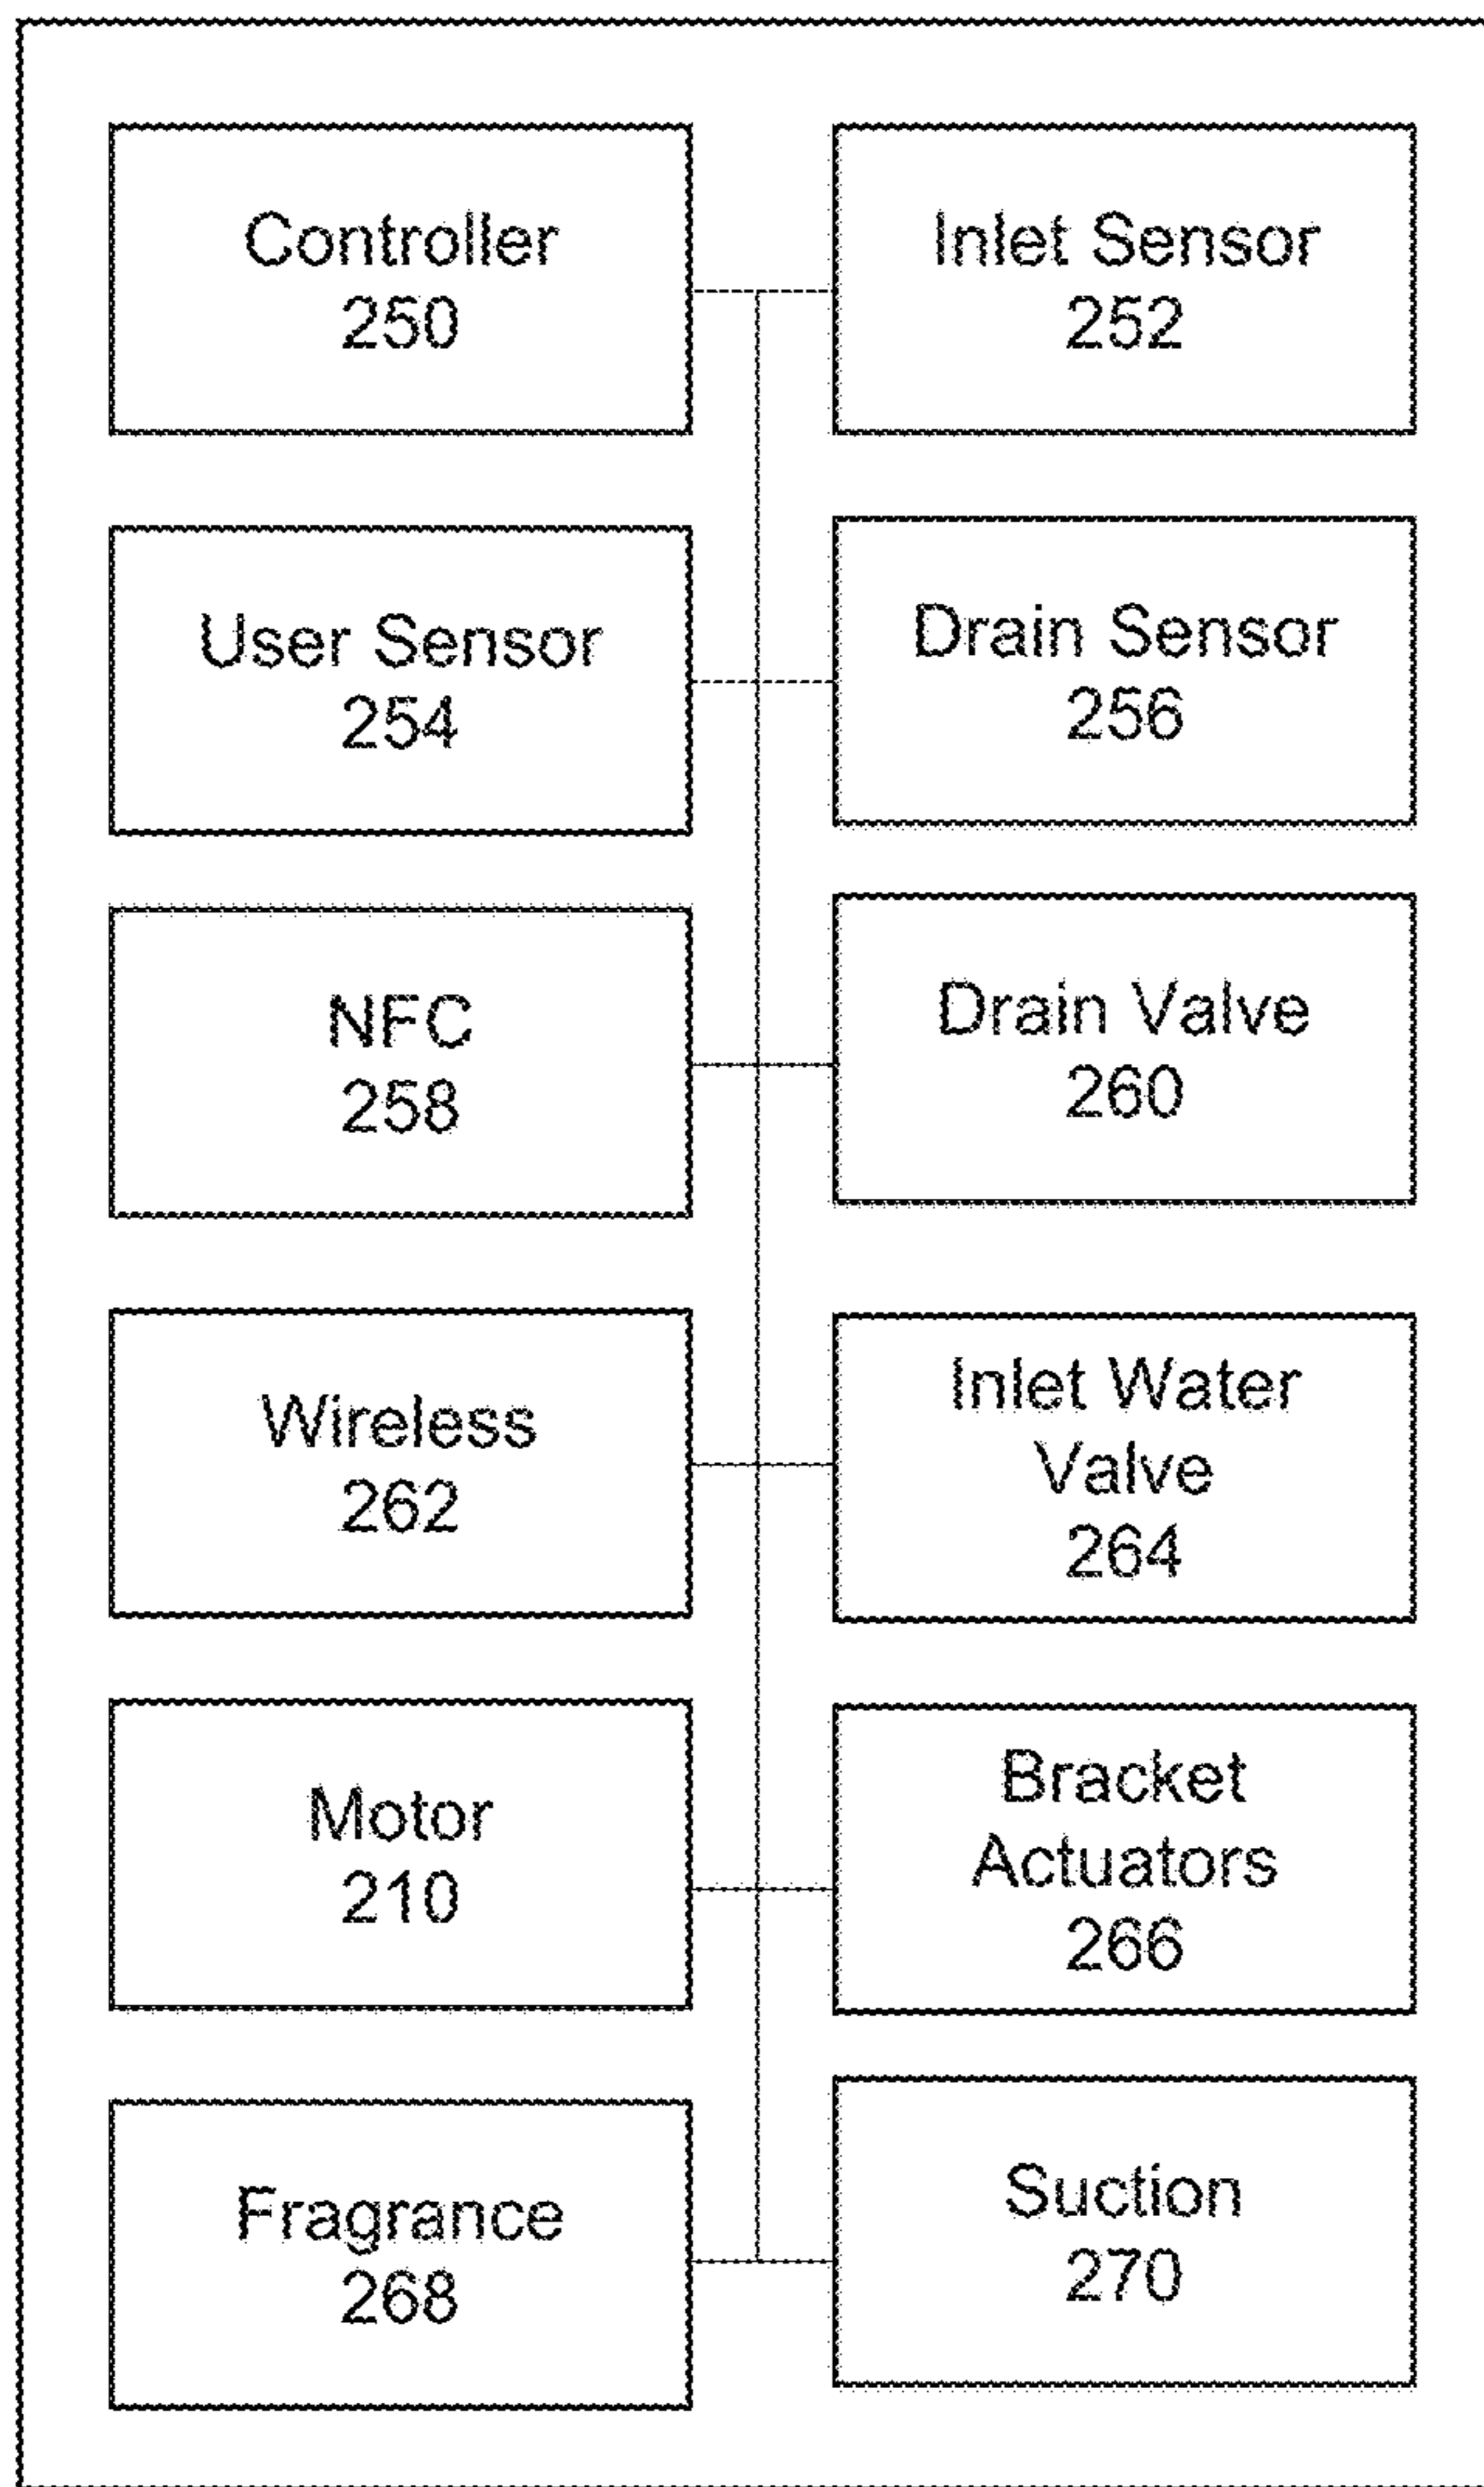 Controller
250
Inlet Sensor
252
User Sensor
254
Drain Sensor
256
NFC
258
Drain Valve
260
Wireless
262
Inlet Water
Valve
264
Motor
210
Bracket
Actuators
266
Fragrance
268
Suction
270